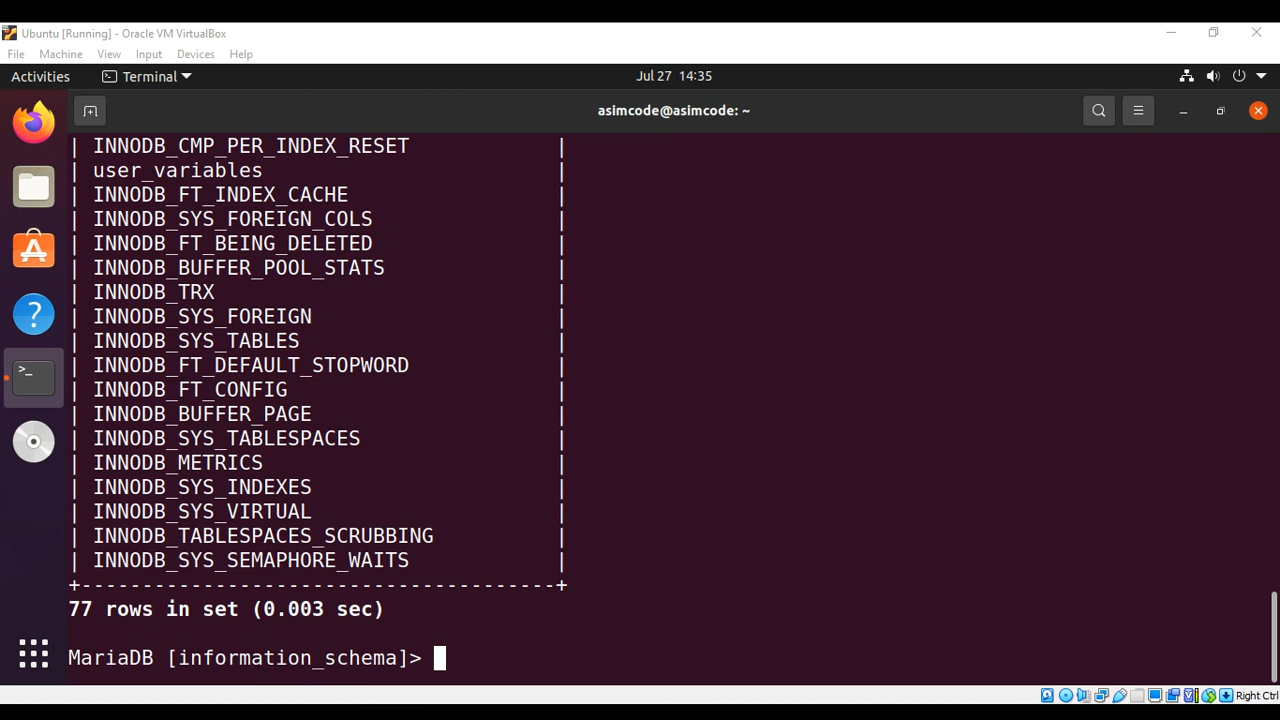 Ubuntu [Running] - Oracle VM VirtualBox
File Machine View Input Devices Help
Activities Terminal Jul 27 14:35
asimcode@asimcode: ~
| INNODB_CMP_PER_INDEX_RESET |
| user_variables |
| INNODB_FT_INDEX_CACHE |
| INNODB_SYS_FOREIGN_COLS |
| INNODB_FT_BEING_DELETED |
| INNODB_BUFFER_POOL_STATS |
| INNODB_TRX |
| INNODB_SYS_FOREIGN |
| INNODB_SYS_TABLES |
| INNODB_FT_DEFAULT_STOPWORD |
| INNODB_FT_CONFIG |
| INNODB_BUFFER_PAGE |
| INNODB_SYS_TABLESPACES |
| INNODB_METRICS |
| INNODB_SYS_INDEXES |
| INNODB_SYS_VIRTUAL |
| INNODB_TABLESPACES_SCRUBBING |
| INNODB_SYS_SEMAPHORE_WAITS |
+---------------------------------------+
77 rows in set (0.003 sec)
MariaDB [information_schema]>
Right Ctrl